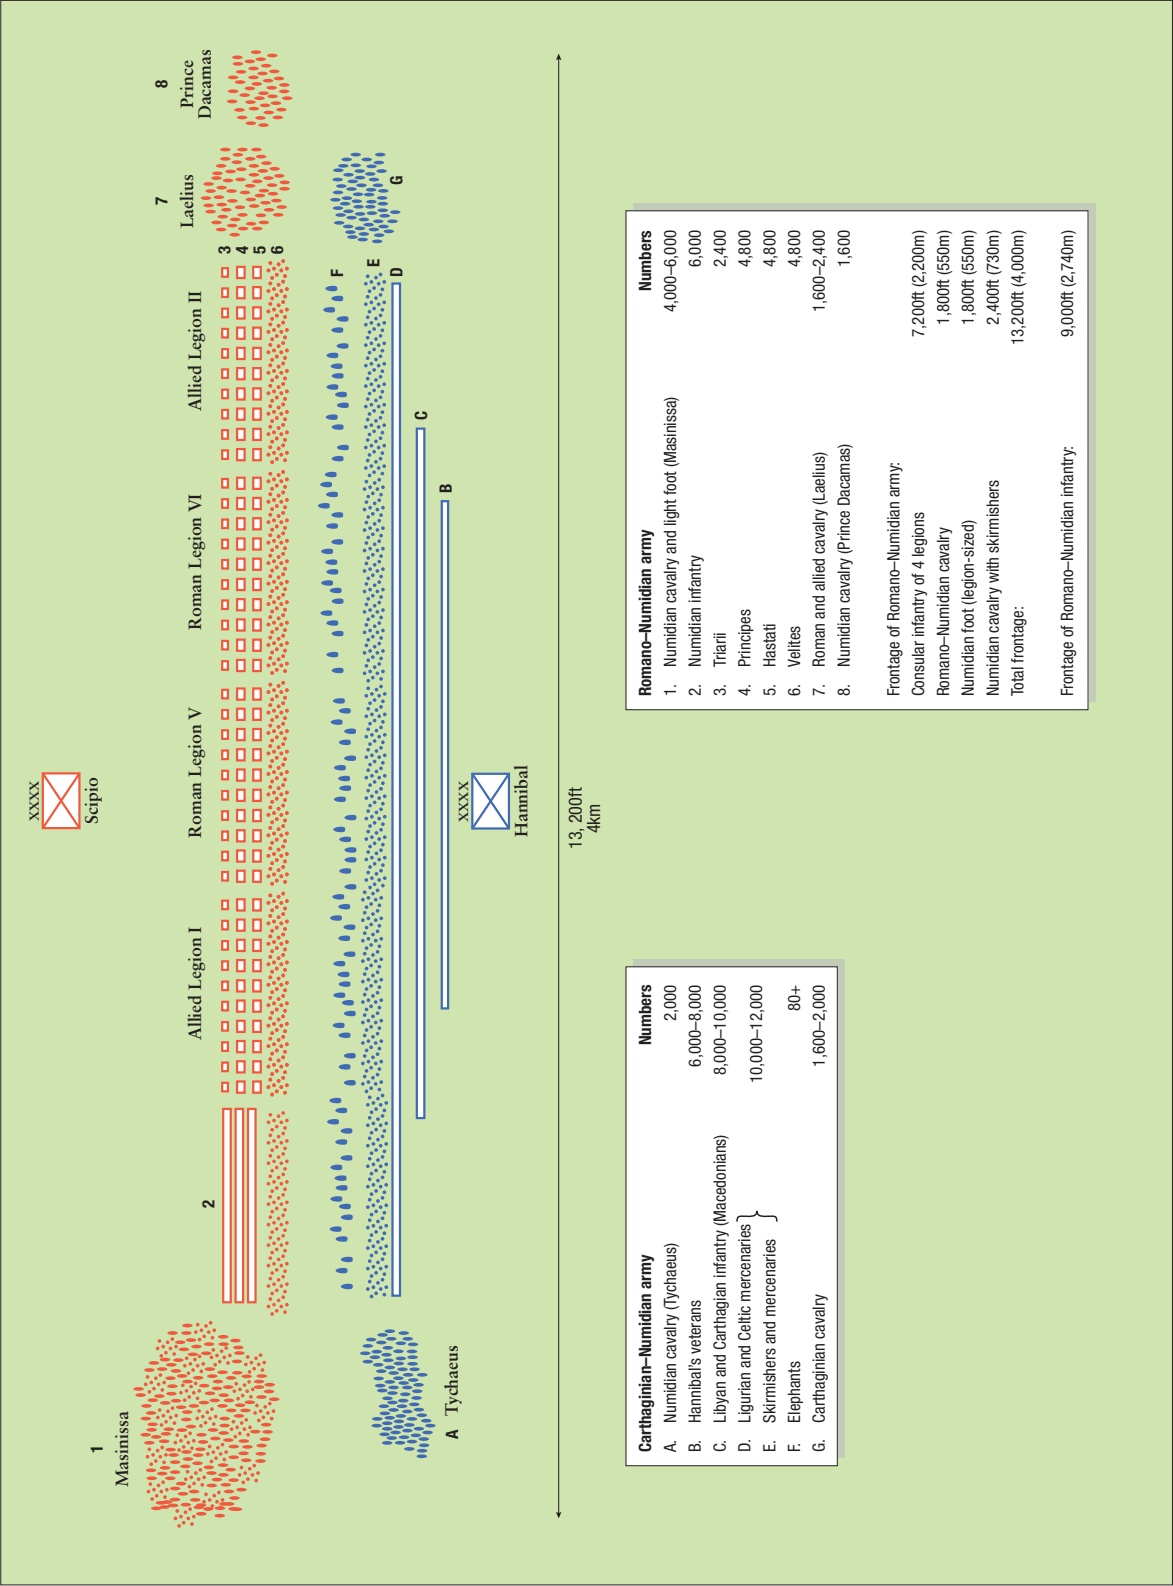 XXXX
Scipio
1
Masinissa
2
Allied Legion I
Roman Legion V
Roman Legion VI
Allied Legion II
7
Laelius
8
Prince
Dacamas
3
4
5
6
F
E
D
C
B
G
A Tychaeus
XXXX
Hannibal
13, 200ft
4km
Carthaginian–Numidian army Numbers
A. Numidian cavalry (Tychaeus) 2,000
B. Hannibal's veterans 6,000–8,000
C. Libyan and Carthagian infantry (Macedonians) 8,000–10,000
D. Ligurian and Celtic mercenaries
10,000–12,000
E. Skirmishers and mercenaries
F. Elephants 80+
G. Carthaginian cavalry 1,600–2,000
Romano–Numidian army Numbers
1. Numidian cavalry and light foot (Masinissa) 4,000–6,000
2. Numidian infantry 6,000
3. Triarii 2,400
4. Principes 4,800
5. Hastati 4,800
6. Velites 4,800
7. Roman and allied cavalry (Laelius) 1,600–2,400
8. Numidian cavalry (Prince Dacamas) 1,600
Frontage of Romano–Numidian army:
Consular infantry of 4 legions 7,200ft (2,200m)
Romano–Numidian cavalry 1,800ft (550m)
Numidian foot (legion-sized) 1,800ft (550m)
Numidian cavalry with skirmishers 2,400ft (730m)
Total frontage: 13,200ft (4,000m)
Frontage of Romano–Numidian infantry: 9,000ft (2,740m)